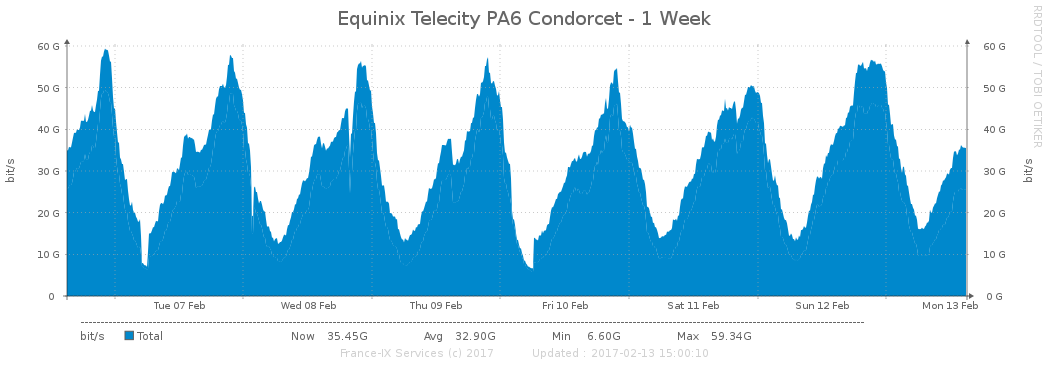 Equinix Telecity PA6 Condorcet - 1 Week
RRDTOOL / TOBI OETIKER
60 G 60 G
50 G 50 G
40 G 40 G
30 G 30 G
20 G 20 G
10 G 10 G
0 0 G
bit/s
bit/s
Tue 07 Feb Wed 08 Feb Thu 09 Feb Fri 10 Feb Sat 11 Feb Sun 12 Feb Mon 13 Feb
bit/s Total Now 35.45G Avg 32.90G Min 6.60G Max 59.34G
France-IX Services (c) 2017 Updated : 2017-02-13 15:00:10